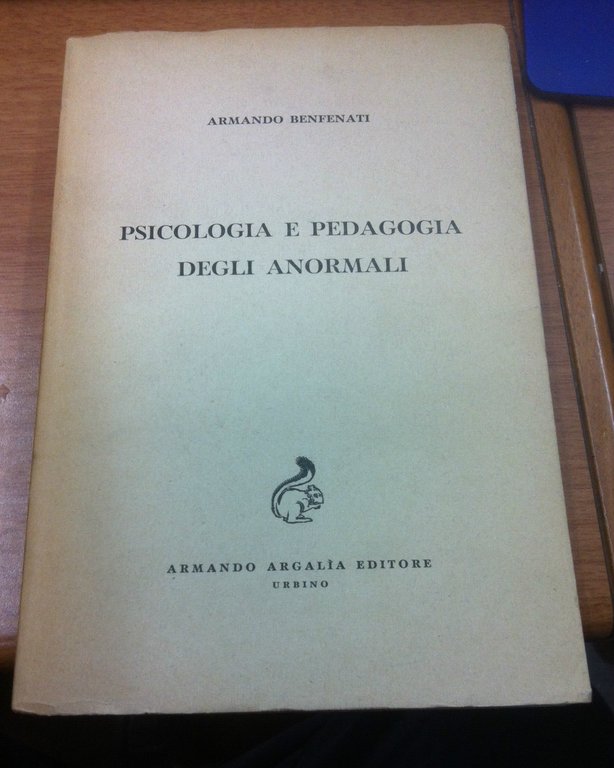 ARMANDO BENFENATI
PSICOLOGIA E PEDAGOGIA
DEGLI ANORMALI
ARMANDO ARGALÌA EDITORE
URBINO